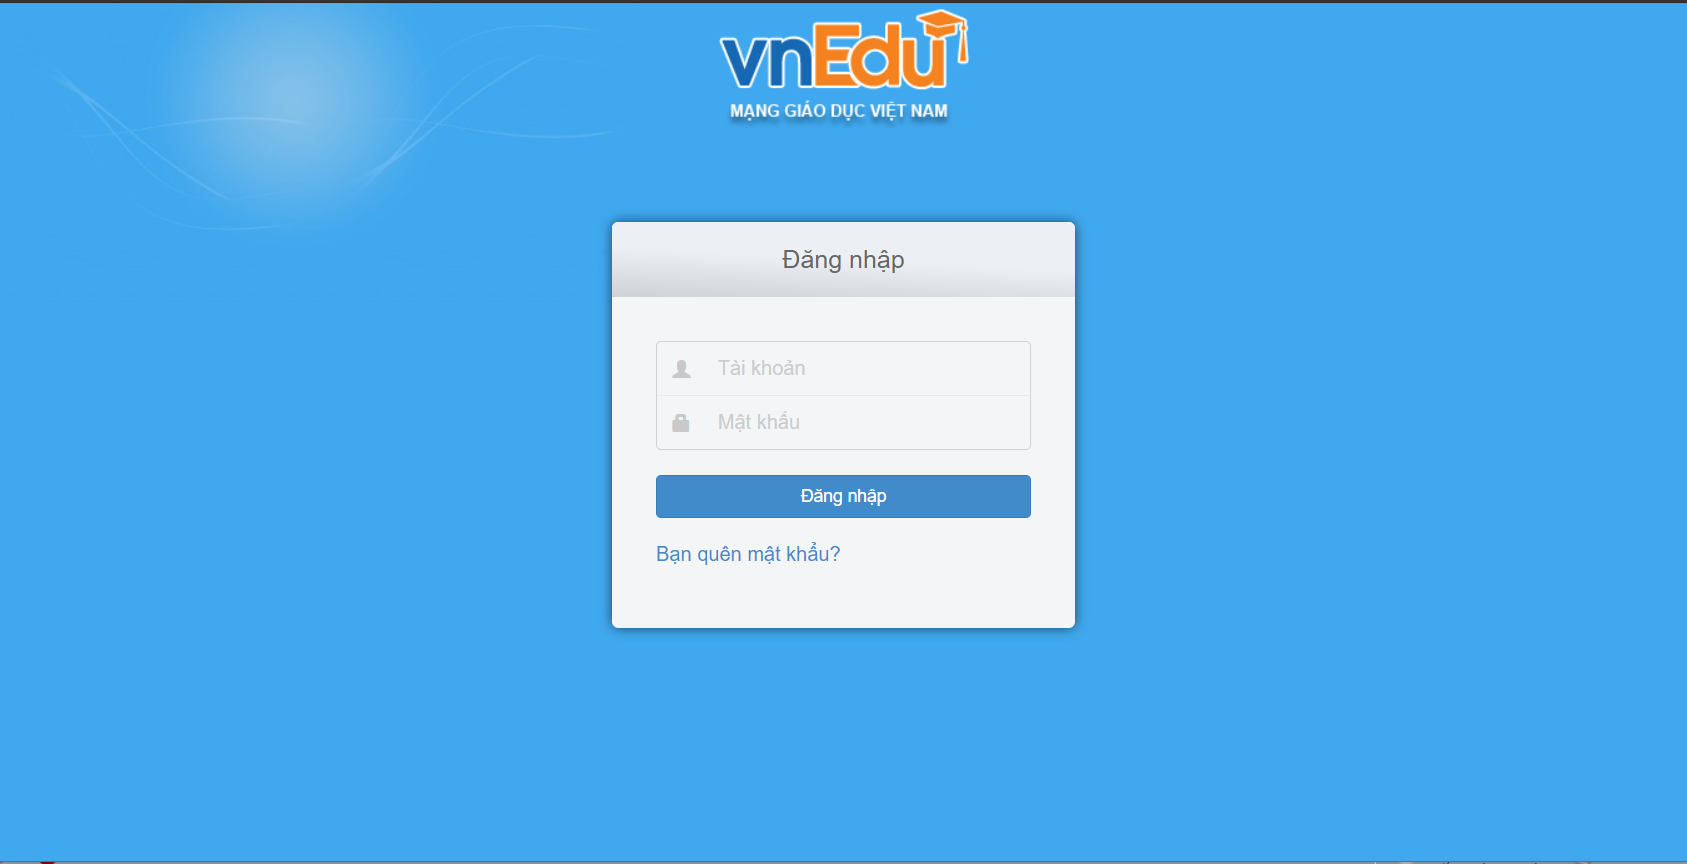 vnEdu
MẠNG GIÁO DỤC VIỆT NAM
Đăng nhập
Tài khoản
Mật khẩu
Đăng nhập
Bạn quên mật khẩu?